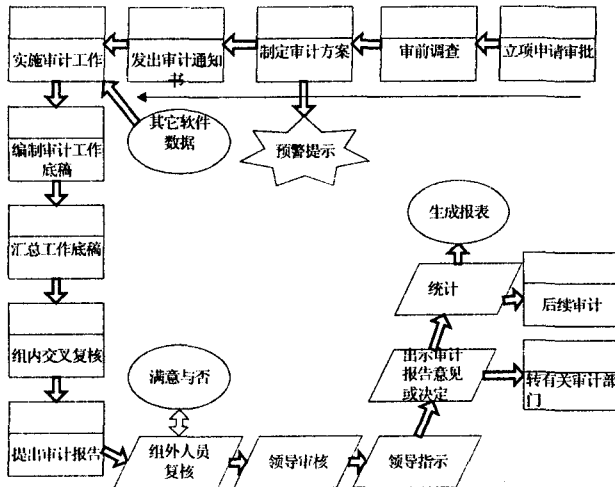 实施审计工作
发出审计通知
书
制定审计方案
审前调查
立项申请审批
其它软件
数据
预警提示
编制审计工作
底稿
汇总工作底稿
组内交叉复核
提出审计报告
满意与否
组外人员
复核
领导审核
领导指示
出示审计
报告意见
或决定
转有关审计部
门
统计
后续审计
生成报表